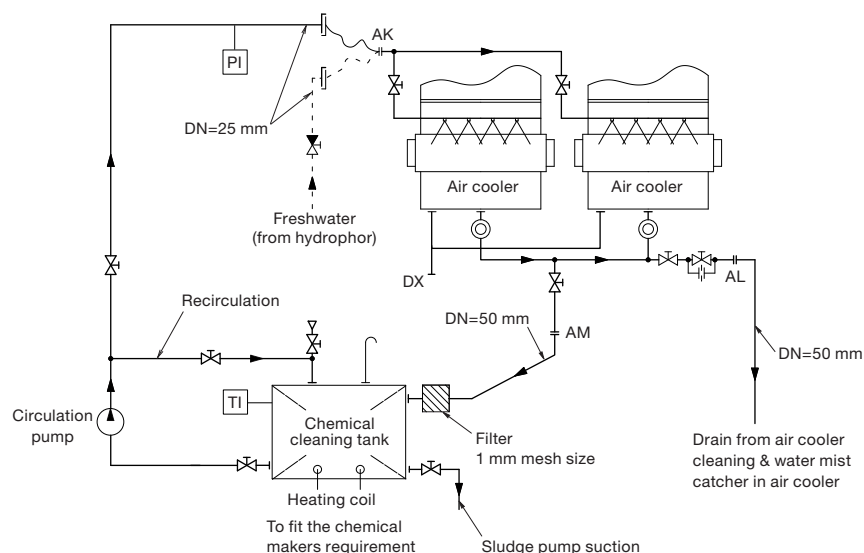 AK
PI
DN=25 mm
Air cooler
Air cooler
Freshwater
(from hydrophor)
DX
AL
Recirculation
DN=50 mm
AM
DN=50 mm
TI
Circulation
pump
Chemical
cleaning tank
Filter
1 mm mesh size
Drain from air cooler
cleaning & water mist
catcher in air cooler
Heating coil
To fit the chemical
makers requirement
Sludge pump suction